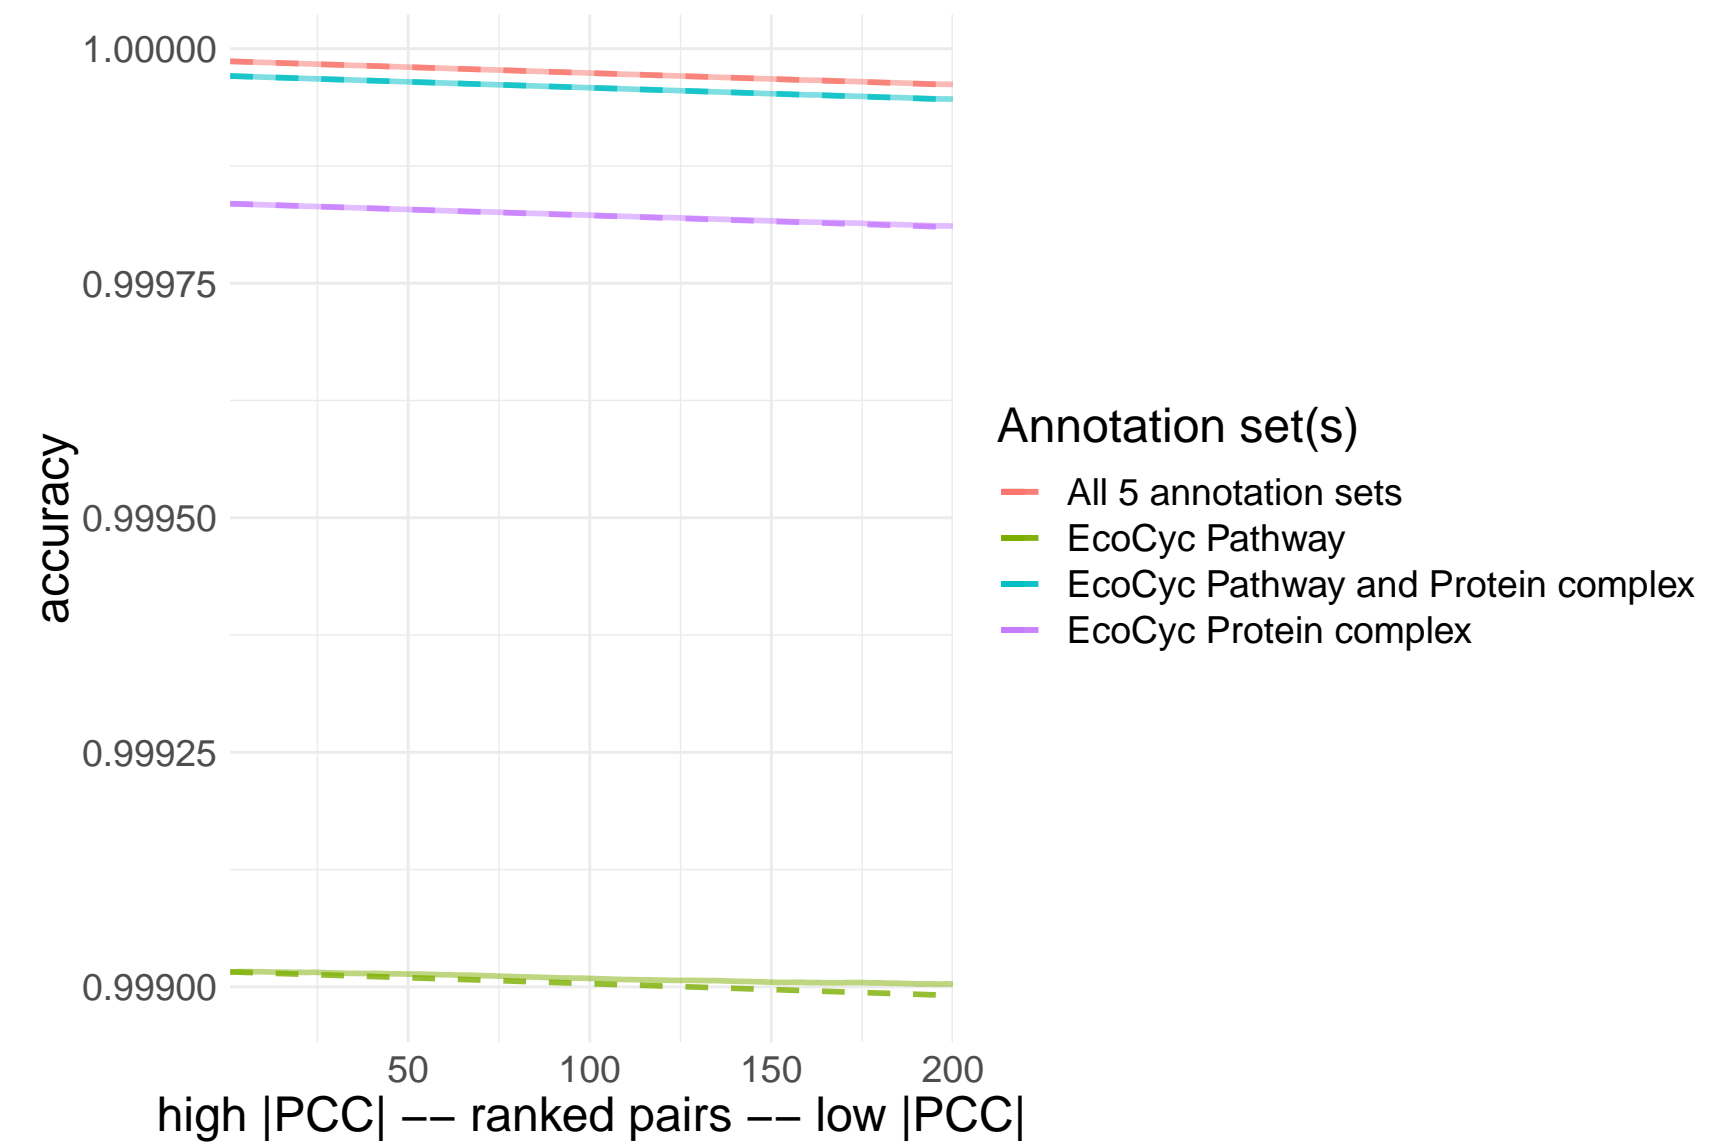 1.00000
0.99975
0.99950
0.99925
0.99900
accuracy
50 100 150 200
high |PCC| −− ranked pairs −− low |PCC|
Annotation set(s)
All 5 annotation sets
EcoCyc Pathway
EcoCyc Pathway and Protein complex
EcoCyc Protein complex